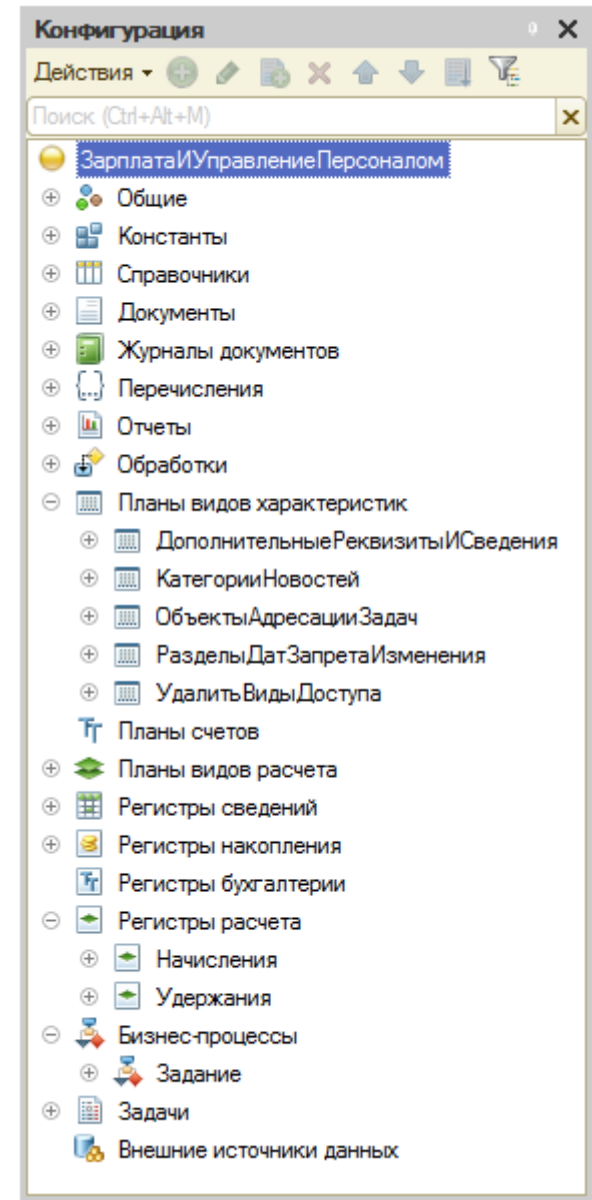 Конфигурация
Действия
Поиск (Ctrl+Alt+M)
ЗарплатаИУправлениеПерсоналом
Общие
Константы
Справочники
Документы
Журналы документов
Перечисления
Отчеты
Обработки
Планы видов характеристик
ДополнительныеРеквизитыИСведения
КатегорииНовостей
ОбъектыАдресацииЗадач
РазделыДатЗапретаИзменения
УдалитьВидыДоступа
Планы счетов
Планы видов расчета
Регистры сведений
Регистры накопления
Регистры бухгалтерии
Регистры расчета
Начисления
Удержания
Бизнес-процессы
Задание
Задачи
Внешние источники данных